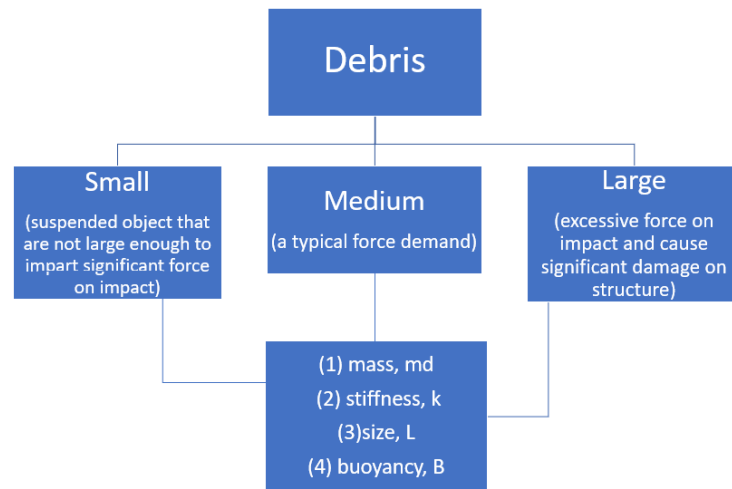 Debris
Small
(suspended object that
are not large enough to
impart significant force
on impact)
Medium
(a typical force demand)
Large
(excessive force on
impact and cause
significant damage on
structure)
(1) mass, md
(2) stiffness, k
(3)size, L
(4) buoyancy, B